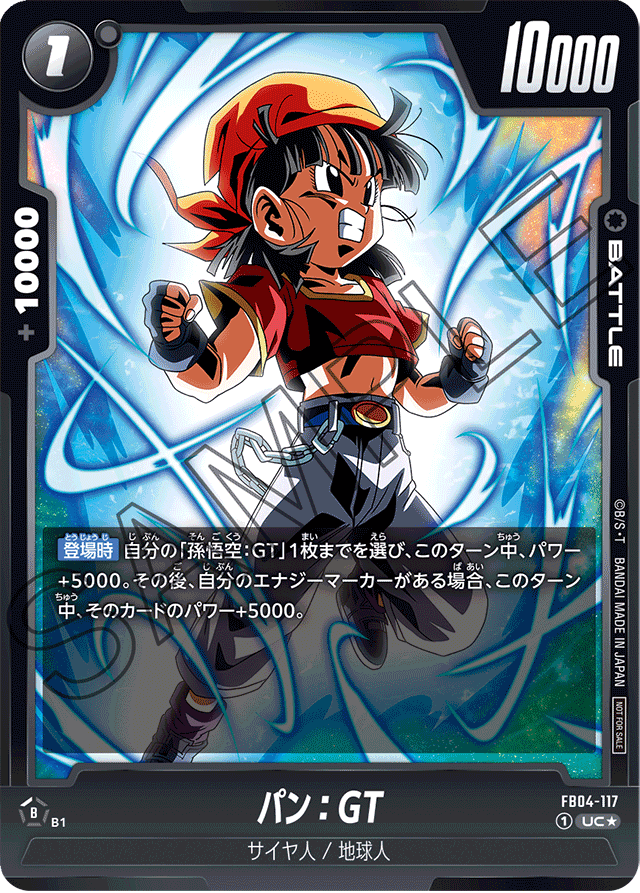 1
10000
+10000
BATTLE
SAMPLE
登場時 自分の「孫悟空:GT」1枚までを選び、このターン中、パワー
+5000。その後、自分のエナジーマーカーがある場合、このターン
中、そのカードのパワー+5000。
©B/S・T BANDAI MADE IN JAPAN
NOT FOR SALE
B B1
パン:GT
FB04-117
1 UC★
サイヤ人 / 地球人